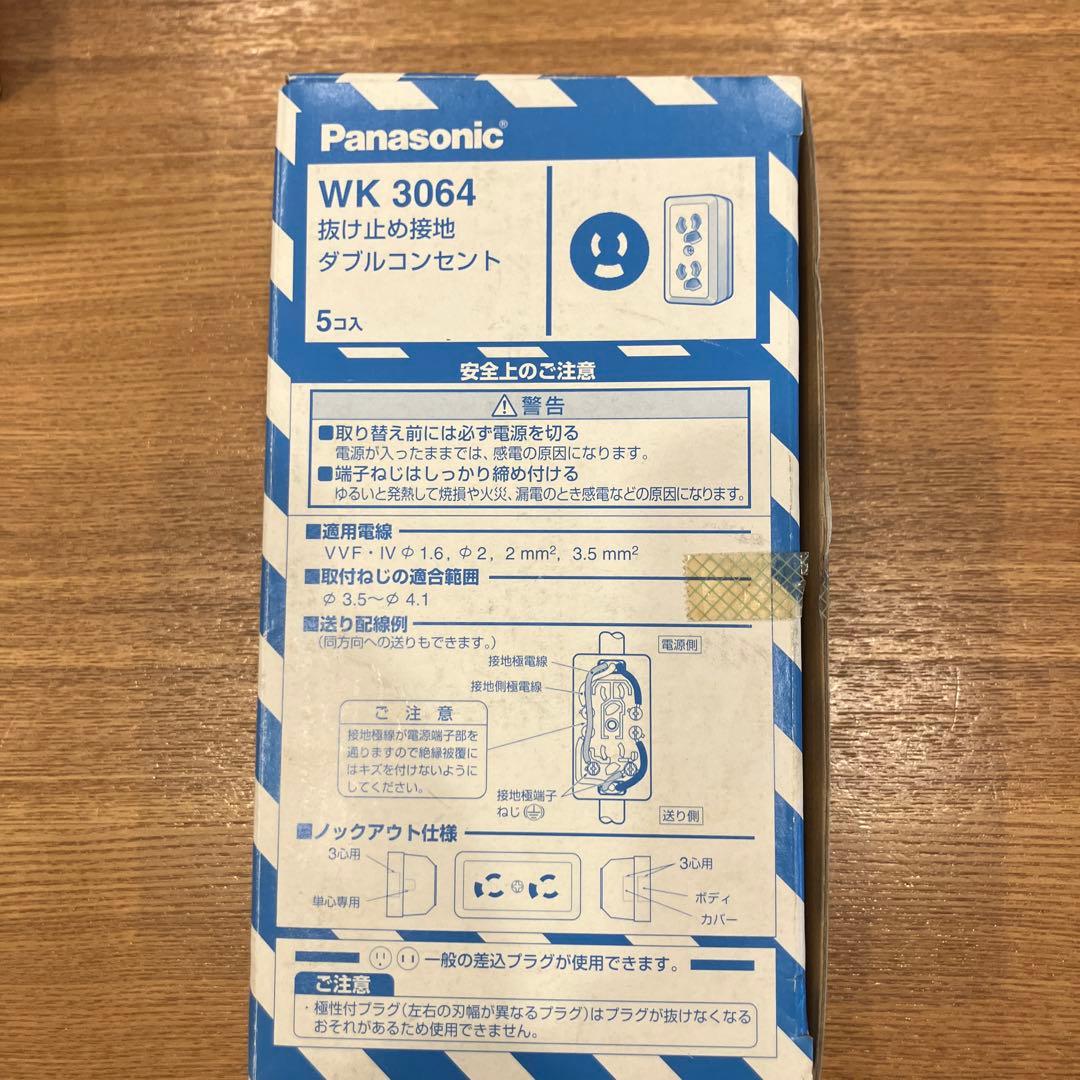 Panasonic®
WK 3064
抜け止め接地
ダブルコンセント
5コ入
安全上のご注意
⚠警告
■取り替え前には必ず電源を切る
電源が入ったままでは、感電の原因になります。
■端子ねじはしっかり締め付ける
ゆるいと発熱して焼損や火災、漏電のとき感電などの原因になります。
■適用電線
VVF・IVφ1.6, φ2, 2mm², 3.5mm²
■取付ねじの適合範囲
φ3.5～φ4.1
■送り配線例
(同方向への送りもできます。)
電源側
接地極電線
接地側極電線
ご注意
接地極線が電源端子部を
通りますので絶縁被覆に
はキズを付けないように
してください。
接地極端子
ねじ
送り側
■ノックアウト仕様
3心用
3心用
単心専用
ボディ
カバー
一般の差込プラグが使用できます。
ご注意
・極性付プラグ(左右の刃幅が異なるプラグ)はプラグが抜けなくなる
おそれがあるため使用できません。